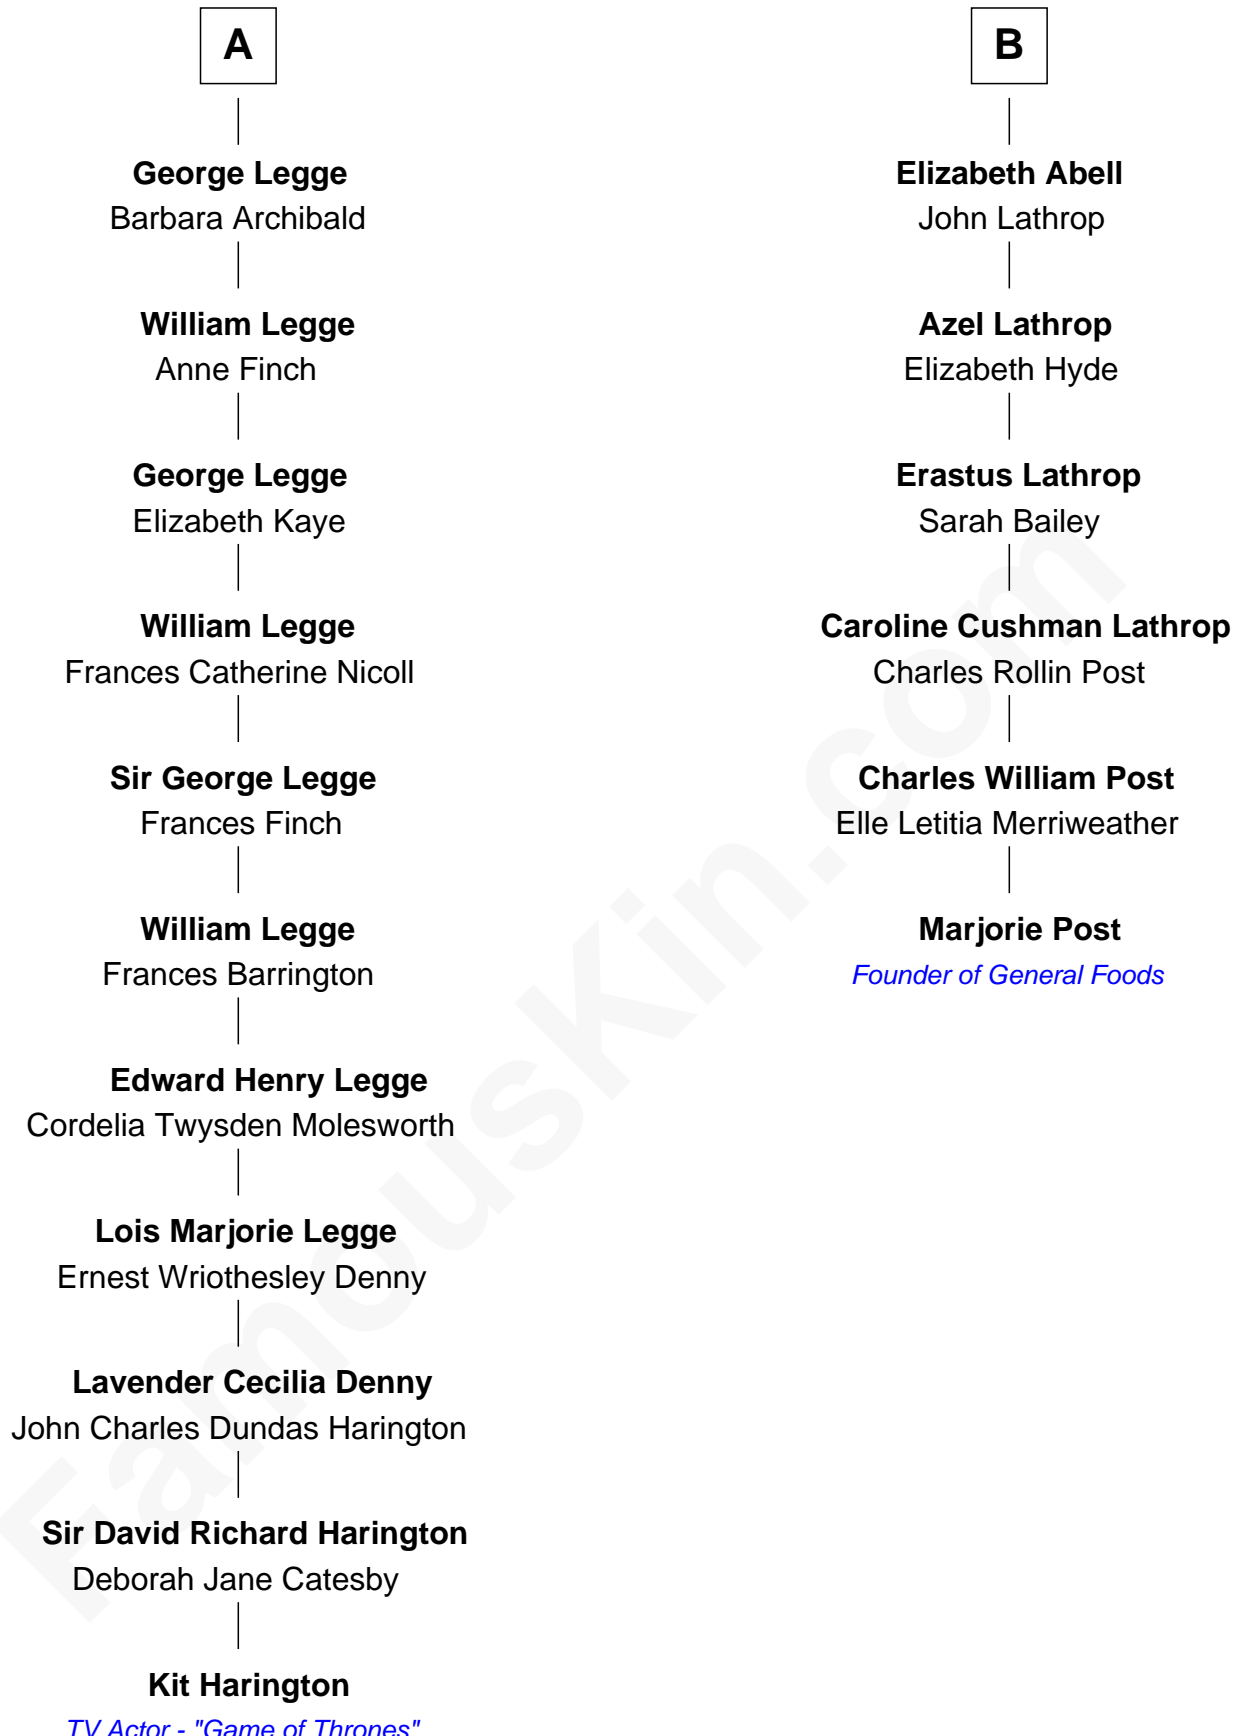 A
George Legge
Barbara Archibald
William Legge
Anne Finch
George Legge
Elizabeth Kaye
William Legge
Frances Catherine Nicoll
Sir George Legge
Frances Finch
William Legge
Frances Barrington
Edward Henry Legge
Cordelia Twysden Molesworth
Lois Marjorie Legge
Ernest Wriothesley Denny
Lavender Cecilia Denny
John Charles Dundas Harington
Sir David Richard Harington
Deborah Jane Catesby
Kit Harington
TV Actor - "Game of Thrones"
B
Elizabeth Abell
John Lathrop
Azel Lathrop
Elizabeth Hyde
Erastus Lathrop
Sarah Bailey
Caroline Cushman Lathrop
Charles Rollin Post
Charles William Post
Elle Letitia Merriweather
Marjorie Post
Founder of General Foods
FamousKin.com